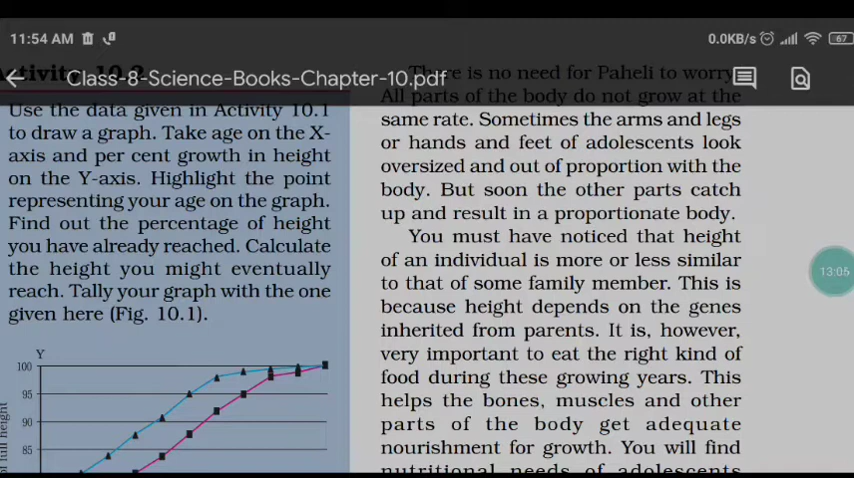 11:54 AM
0.0KB/s
67
Class-8-Science-Books-Chapter-10.pdf
Use the data given in Activity 10.1
to draw a graph. Take age on the X-
axis and per cent growth in height
on the Y-axis. Highlight the point
representing your age on the graph.
Find out the percentage of height
you have already reached. Calculate
the height you might eventually
reach. Tally your graph with the one
given here (Fig. 10.1).
Y
100
95
90
85
of full height
There is no need for Paheli to worry.
All parts of the body do not grow at the
same rate. Sometimes the arms and legs
or hands and feet of adolescents look
oversized and out of proportion with the
body. But soon the other parts catch
up and result in a proportionate body.
You must have noticed that height
of an individual is more or less similar
to that of some family member. This is
because height depends on the genes
inherited from parents. It is, however,
very important to eat the right kind of
food during these growing years. This
helps the bones, muscles and other
parts of the body get adequate
nourishment for growth. You will find
nutritional needs of adolescents
13:05